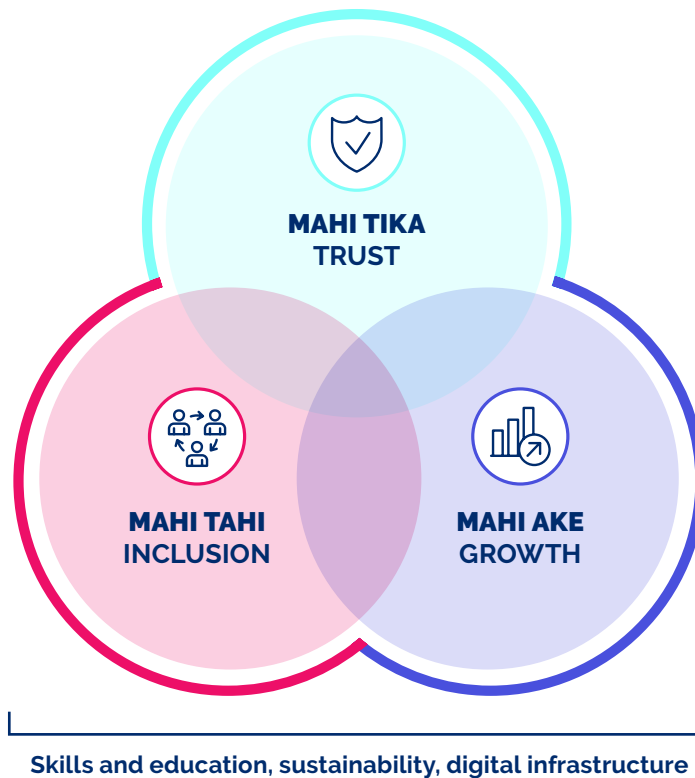 MAHI TIKA
TRUST
MAHI TAHI
INCLUSION
MAHI AKE
GROWTH
Skills and education, sustainability, digital infrastructure